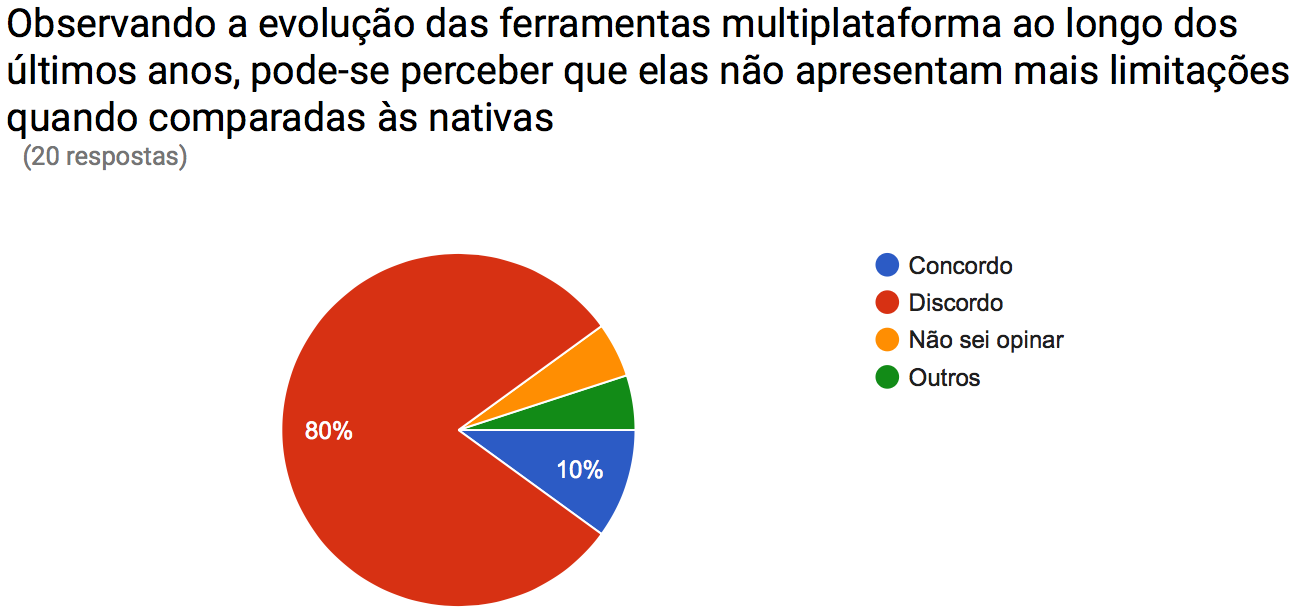 Observando a evolução das ferramentas multiplataforma ao longo dos
últimos anos, pode-se perceber que elas não apresentam mais limitações
quando comparadas às nativas
(20 respostas)
Concordo
Discordo
Não sei opinar
Outros
80%
10%